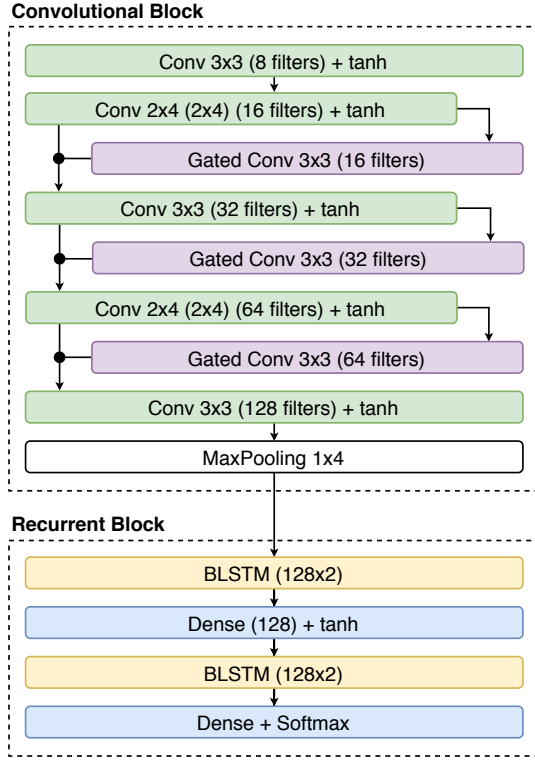 Convolutional Block
Conv 3x3 (8 filters) + tanh
Conv 2x4 (2x4) (16 filters) + tanh
Gated Conv 3x3 (16 filters)
Conv 3x3 (32 filters) + tanh
Gated Conv 3x3 (32 filters)
Conv 2x4 (2x4) (64 filters) + tanh
Gated Conv 3x3 (64 filters)
Conv 3x3 (128 filters) + tanh
MaxPooling 1x4
Recurrent Block
BLSTM (128x2)
Dense (128) + tanh
BLSTM (128x2)
Dense + Softmax